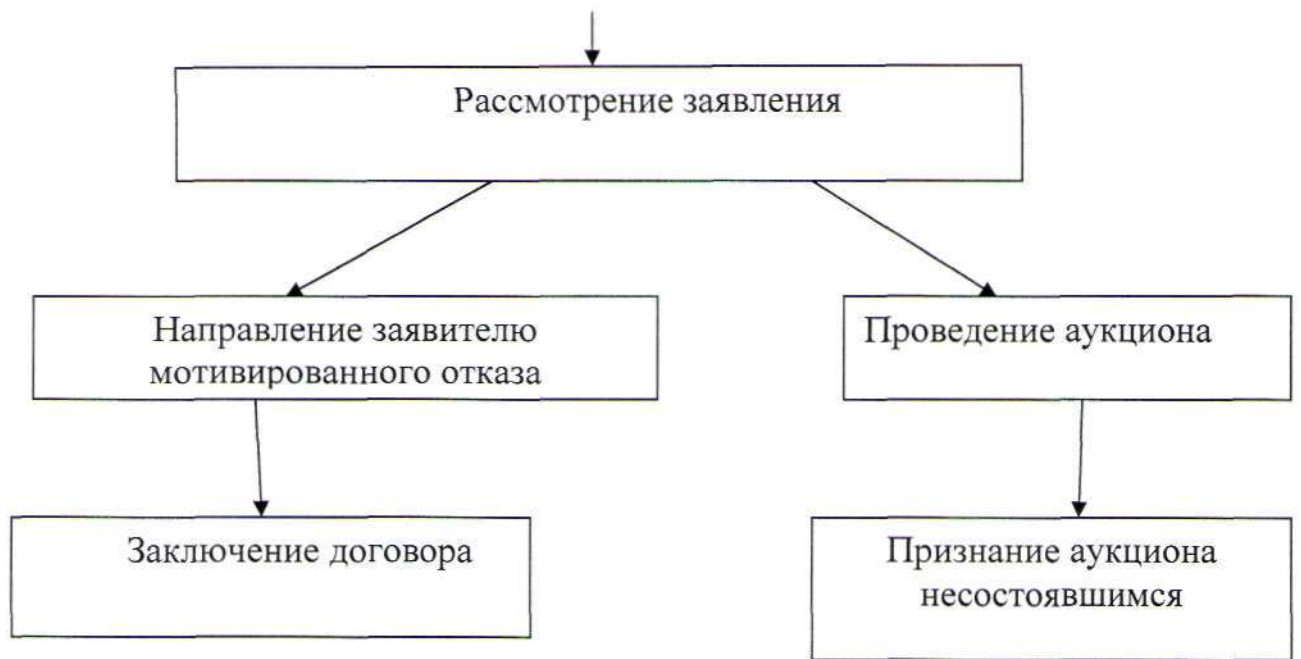 Рассмотрение заявления
Направление заявителю
мотивированного отказа
Проведение аукциона
Заключение договора
Признание аукциона
несостоявшимся